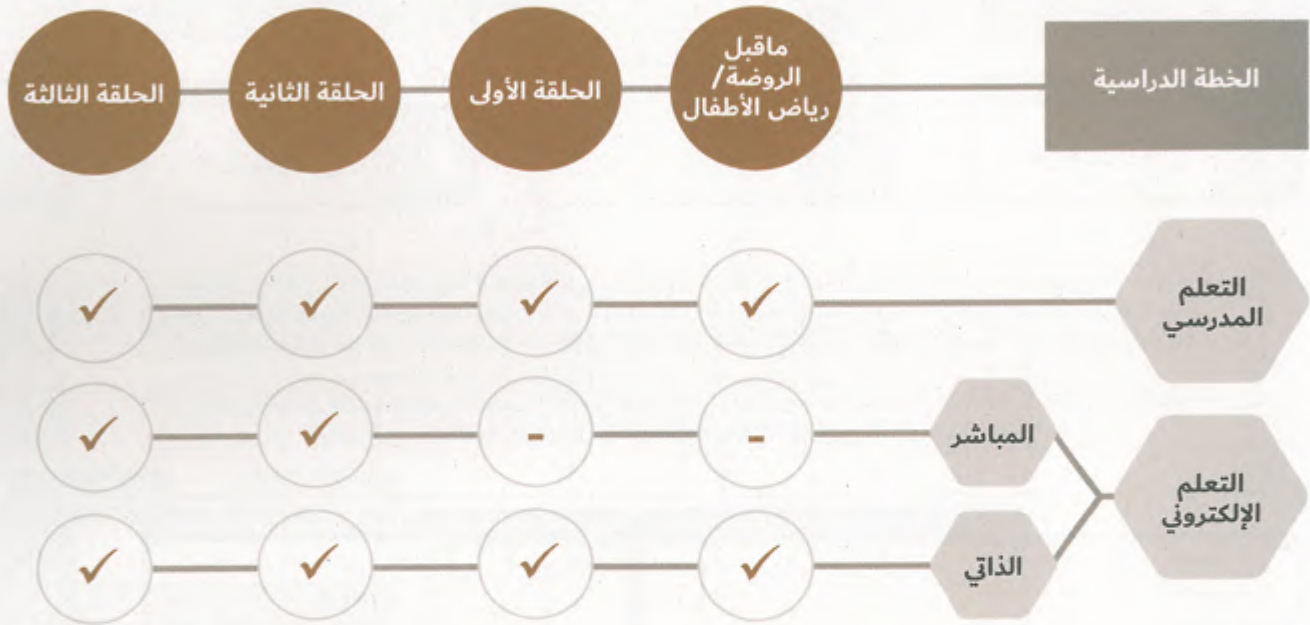 الخطة الدراسية
ماقبل
الروضة/
رياض الأطفال
الحلقة الأولى
الحلقة الثانية
الحلقة الثالثة
التعلم
المدرسي
✓
✓
✓
✓
التعلم
الإلكتروني
المباشر
-
-
✓
✓
الذاتي
✓
✓
✓
✓